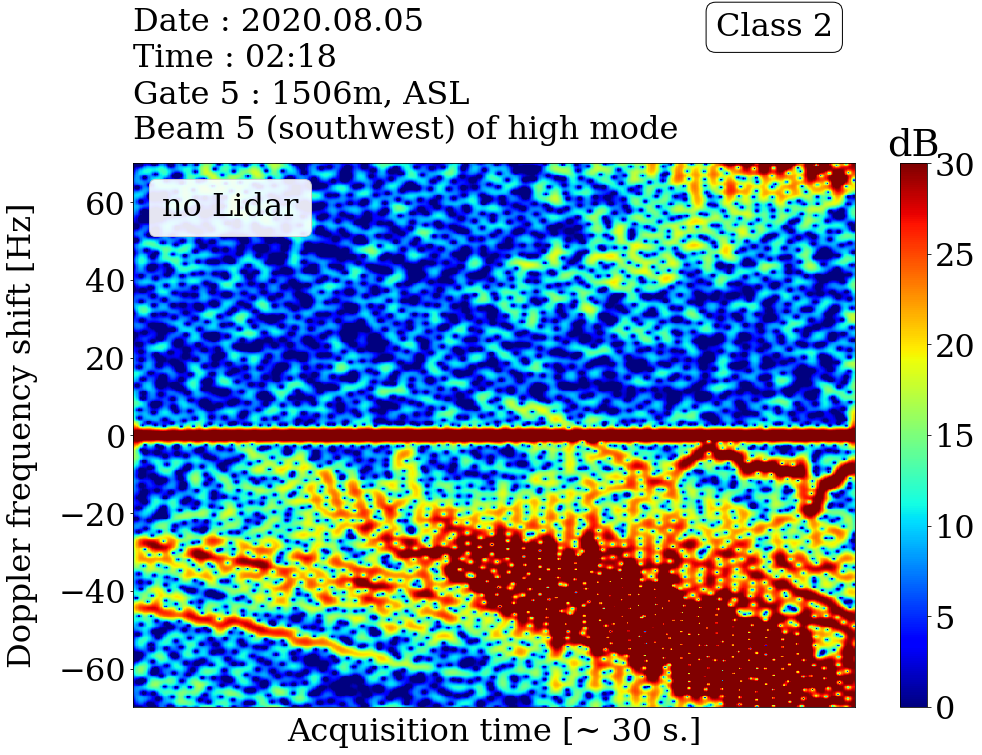 Date : 2020.08.05
Time : 02:18
Gate 5 : 1506m, ASL
Beam 5 (southwest) of high mode
Class 2
dB
no Lidar
Doppler frequency shift [Hz]
60
40
20
0
−20
−40
−60
30
25
20
15
10
5
0
Acquisition time [~ 30 s.]